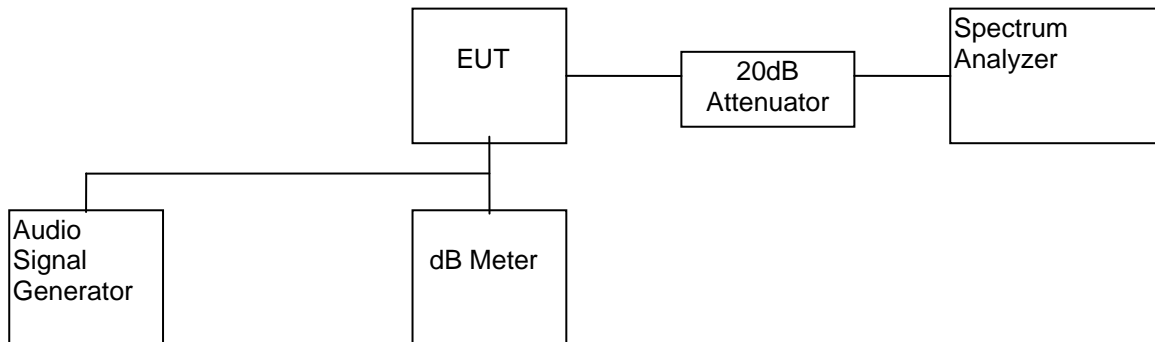 EUT
20dB
Attenuator
Spectrum
Analyzer
Audio
Signal
Generator
dB Meter